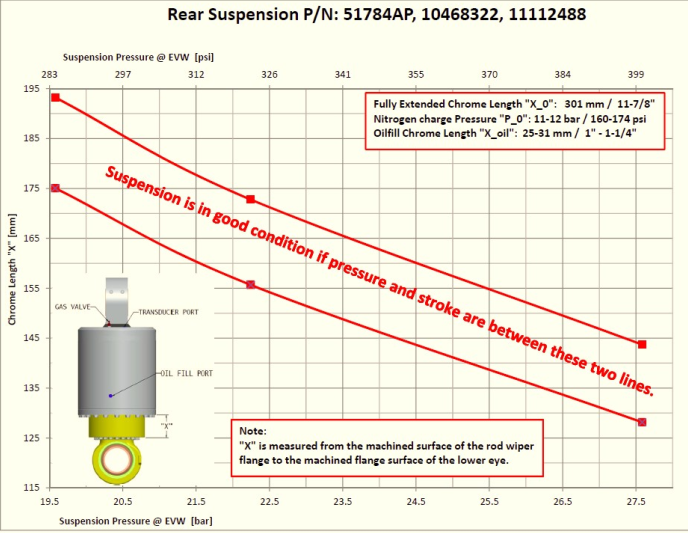 Rear Suspension P/N: 51784AP, 10468322, 11112488
Suspension Pressure @ EVW  [psi]
283 297 312 326 341 355 370 384 399
195
185
175
165
155
145
135
125
115
Chrome Length "X" [mm]
Fully Extended Chrome Length "X_0":  301 mm /  11-7/8"
Nitrogen charge Pressure "P_0": 11-12 bar / 160-174 psi
Oilfill Chrome Length "X_oil":  25-31 mm /  1" - 1-1/4"
Suspension is in good condition if pressure and stroke are between these two lines.
GAS VALVE
TRANSDUCER PORT
OIL FILL PORT
"X"
Note:
"X" is measured from the machined surface of the rod wiper
flange to the machined flange surface of the lower eye.
19.5 20.5 21.5 22.5 23.5 24.5 25.5 26.5 27.5
Suspension Pressure @ EVW [bar]